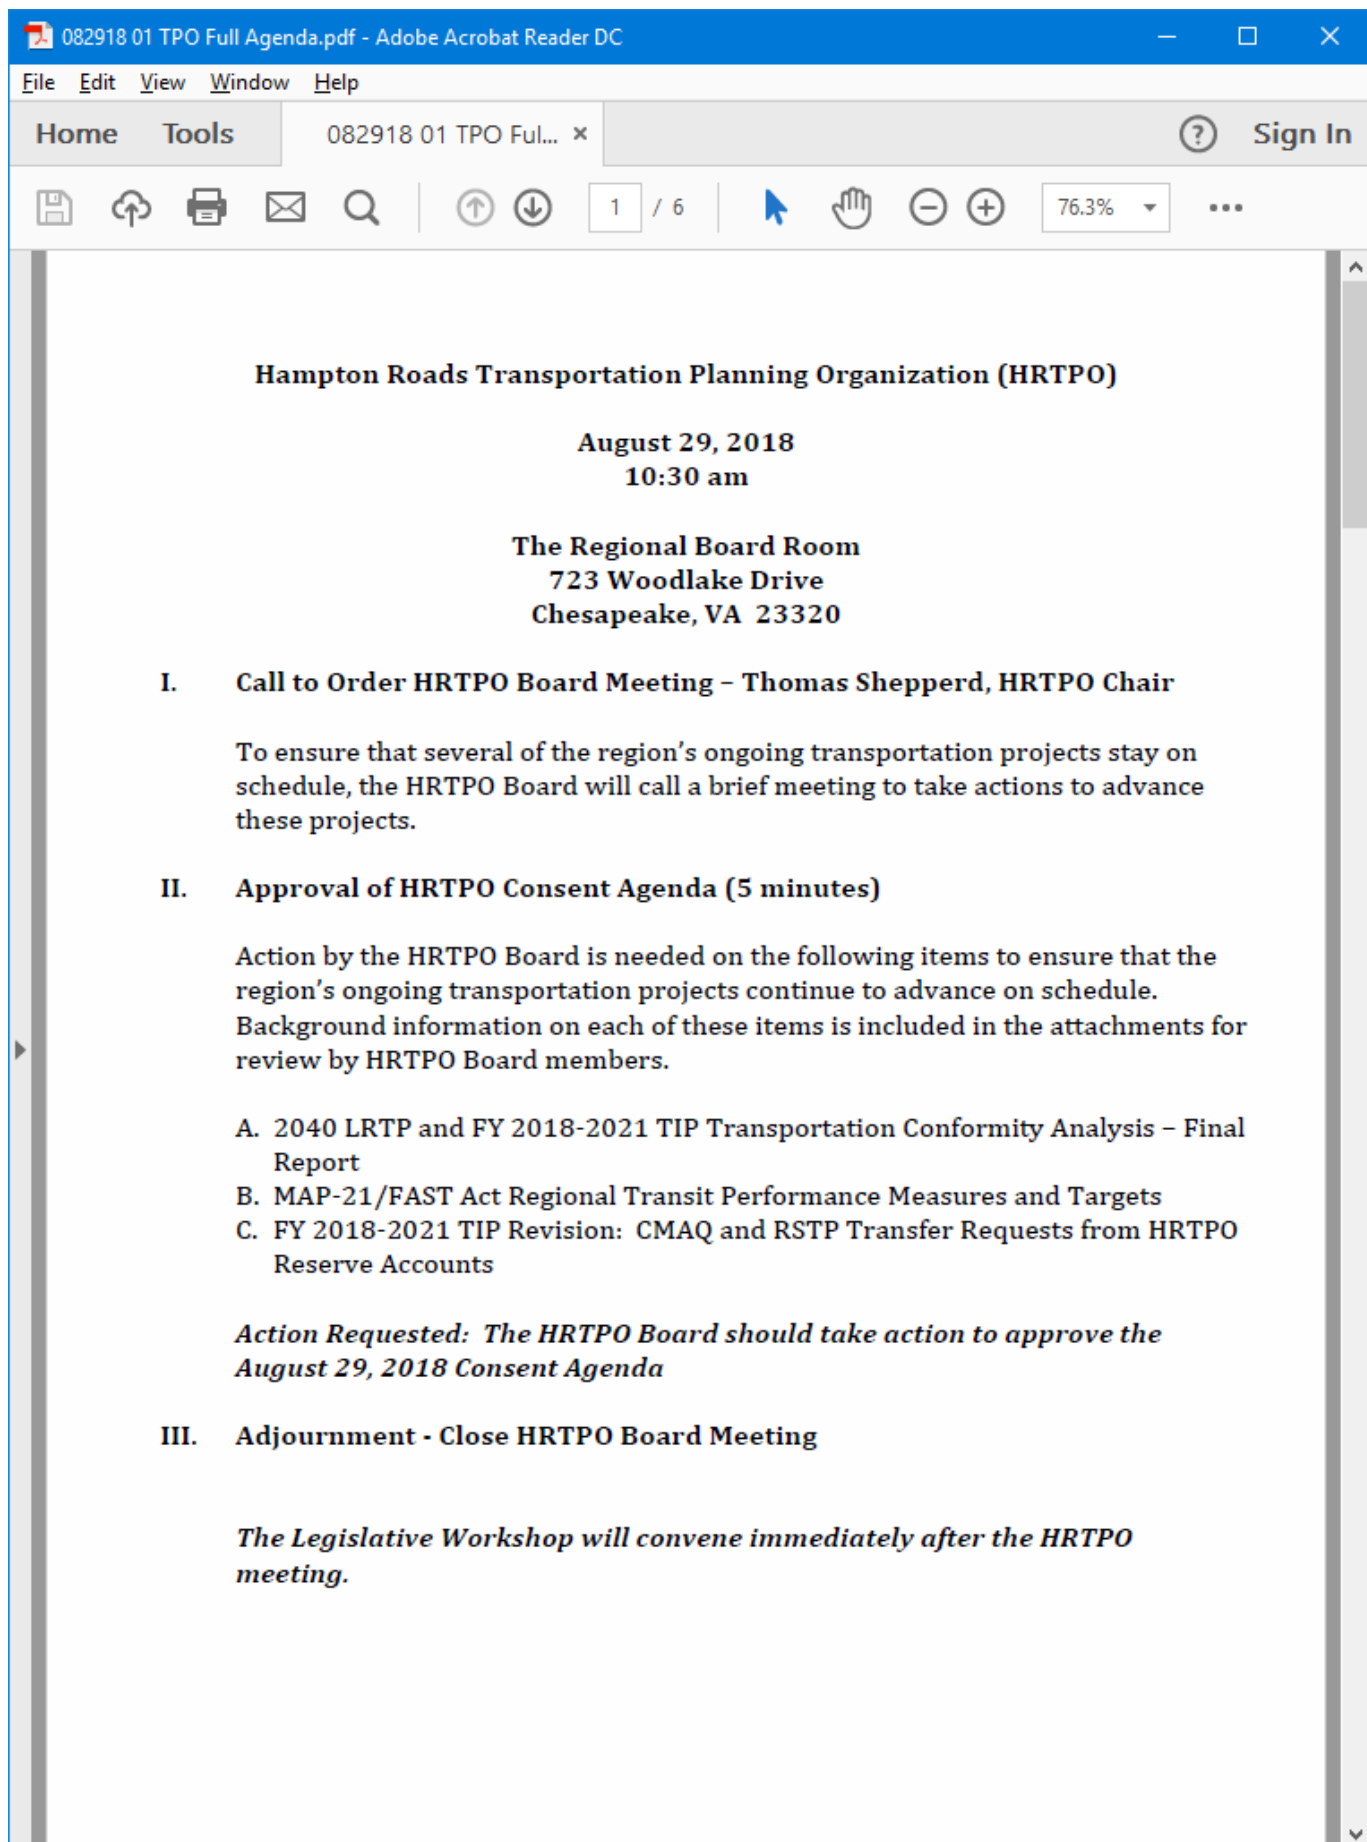 082918 01 TPO Full Agenda.pdf - Adobe Acrobat Reader DC
File Edit View Window Help
Home Tools 082918 01 TPO Ful... × ? Sign In
1 / 6 76.3%
Hampton Roads Transportation Planning Organization (HRTPO)
August 29, 2018
10:30 am
The Regional Board Room
723 Woodlake Drive
Chesapeake, VA  23320
I. Call to Order HRTPO Board Meeting – Thomas Shepperd, HRTPO Chair
To ensure that several of the region’s ongoing transportation projects stay on
schedule, the HRTPO Board will call a brief meeting to take actions to advance
these projects.
II. Approval of HRTPO Consent Agenda (5 minutes)
Action by the HRTPO Board is needed on the following items to ensure that the
region’s ongoing transportation projects continue to advance on schedule.
Background information on each of these items is included in the attachments for
review by HRTPO Board members.
A. 2040 LRTP and FY 2018-2021 TIP Transportation Conformity Analysis – Final
Report
B. MAP-21/FAST Act Regional Transit Performance Measures and Targets
C. FY 2018-2021 TIP Revision:  CMAQ and RSTP Transfer Requests from HRTPO
Reserve Accounts
Action Requested:  The HRTPO Board should take action to approve the
August 29, 2018 Consent Agenda
III. Adjournment - Close HRTPO Board Meeting
The Legislative Workshop will convene immediately after the HRTPO
meeting.